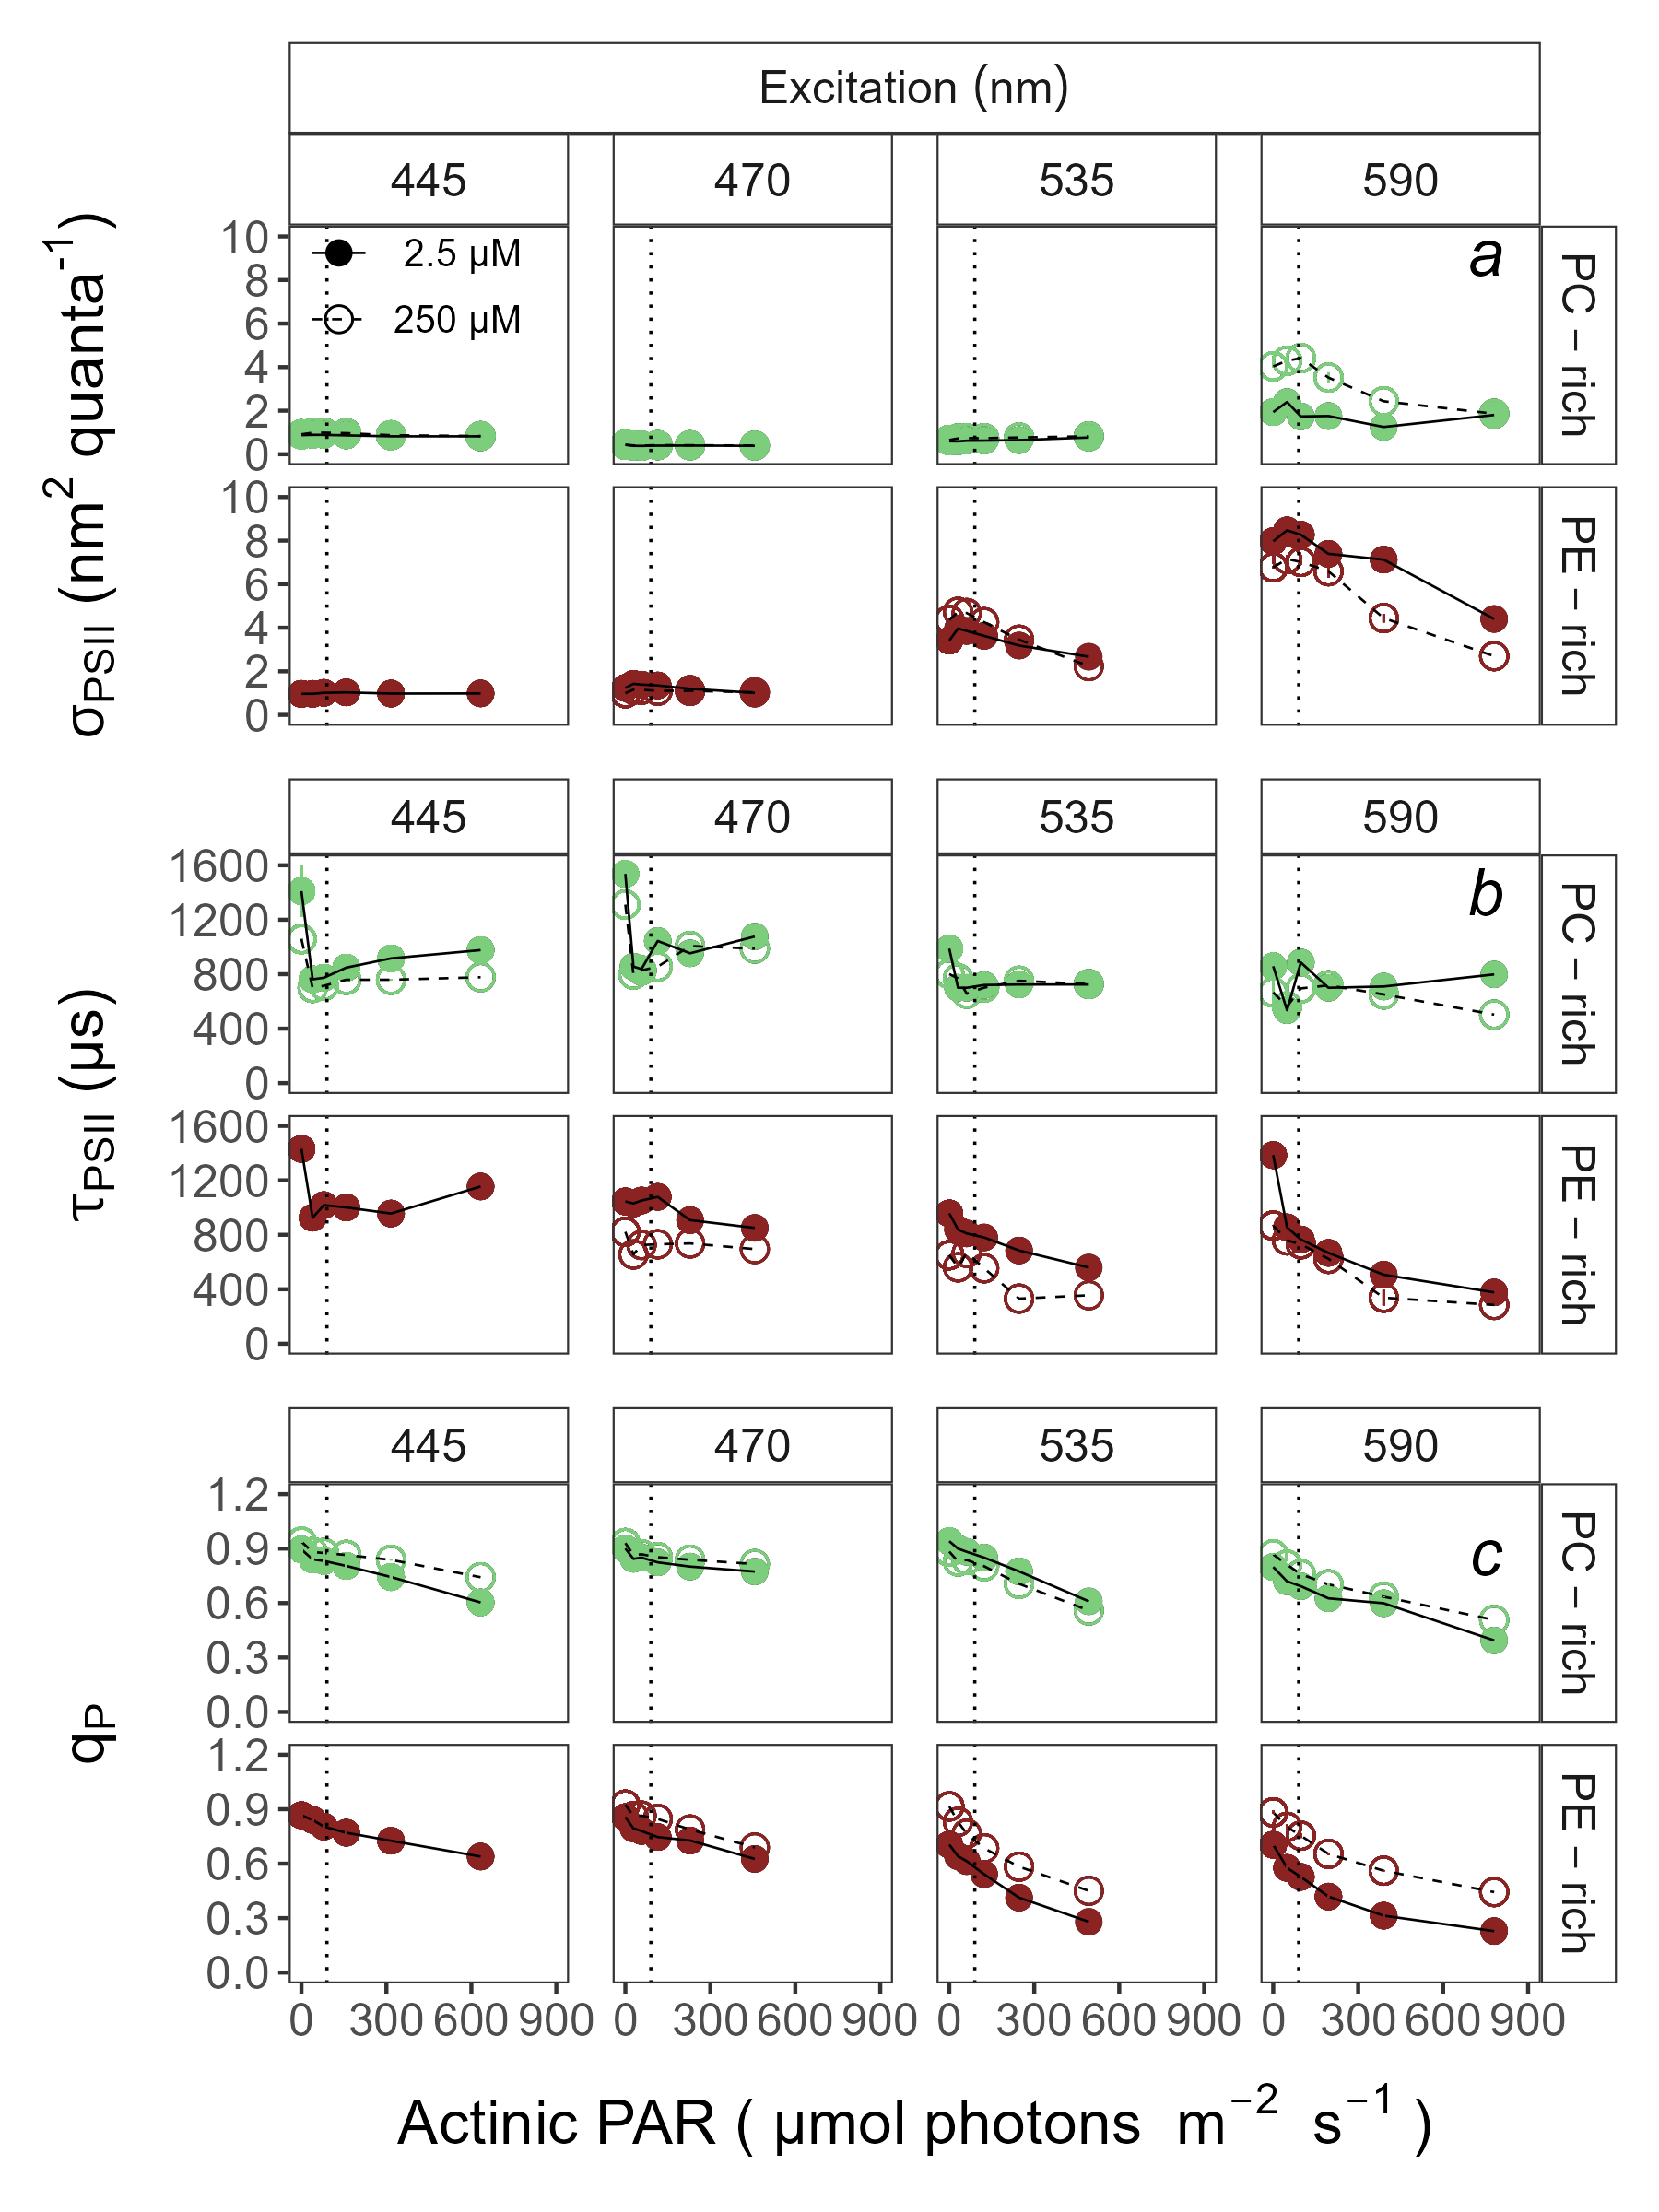 Excitation (nm)
445 470 535 590
σPSII (nm² quanta⁻¹)
10
8
6
4
2
0
2.5 µM
250 µM
a
PC – rich
10
8
6
4
2
0
PE – rich
445 470 535 590
τPSII (µs)
1600
1200
800
400
0
b
PC – rich
1600
1200
800
400
0
PE – rich
445 470 535 590
qP
1.2
0.9
0.6
0.3
0.0
c
PC – rich
1.2
0.9
0.6
0.3
0.0
PE – rich
0 300 600 900 0 300 600 900 0 300 600 900 0 300 600 900
Actinic PAR ( µmol photons m⁻² s⁻¹ )